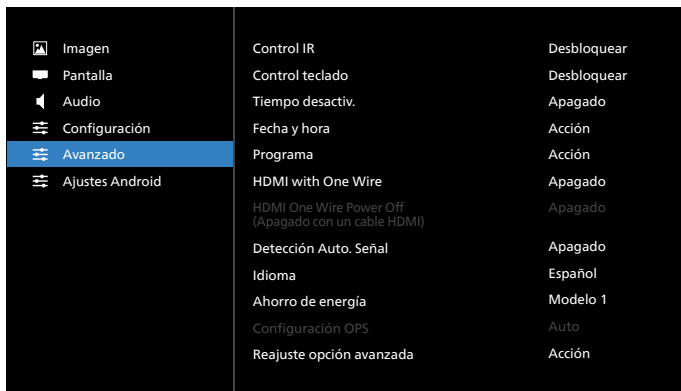 Imagen
Pantalla
Audio
Configuración
Avanzado
Ajustes Android
Control IR Desbloquear
Control teclado Desbloquear
Tiempo desactiv. Apagado
Fecha y hora Acción
Programa Acción
HDMI with One Wire Apagado
HDMI One Wire Power Off Apagado
(Apagado con un cable HDMI)
Detección Auto. Señal Apagado
Idioma Español
Ahorro de energía Modelo 1
Configuración OPS Auto
Reajuste opción avanzada Acción